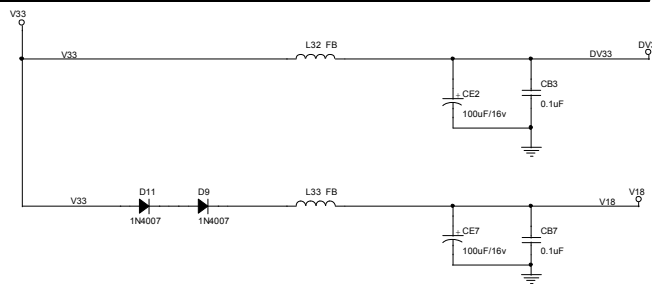 V33
V33
L32 FB
DV33
CE2
100uF/16v
CB3
0.1uF
V33
D11
1N4007
D9
1N4007
L33 FB
V18
V18
CE7
100uF/16v
CB7
0.1uF